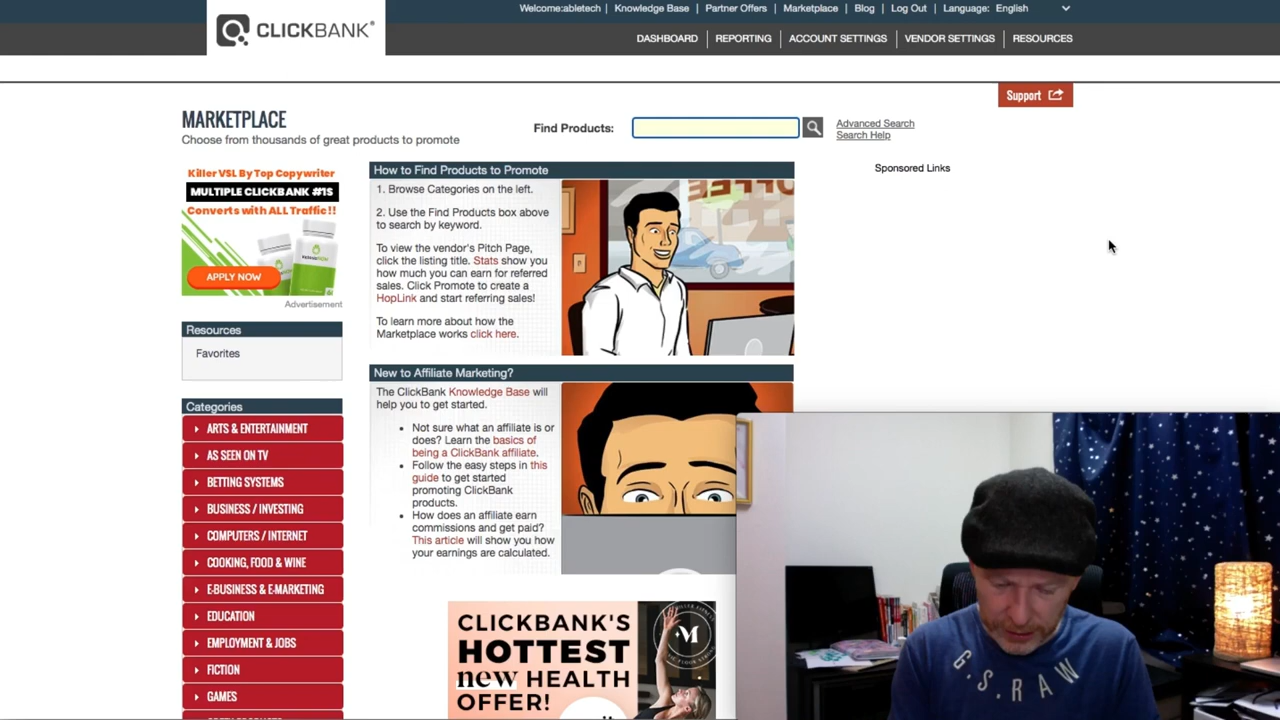 CLICKBANK®
Welcome:abletech | Knowledge Base | Partner Offers | Marketplace | Blog | Log Out | Language: English
DASHBOARD | REPORTING | ACCOUNT SETTINGS | VENDOR SETTINGS | RESOURCES
Support
MARKETPLACE
Choose from thousands of great products to promote
Find Products:
Advanced Search
Search Help
Killer VSL By Top Copywriter
MULTIPLE CLICKBANK #1S
Converts with ALL Traffic!!
APPLY NOW
Advertisement
Resources
Favorites
Categories
ARTS & ENTERTAINMENT
AS SEEN ON TV
BETTING SYSTEMS
BUSINESS / INVESTING
COMPUTERS / INTERNET
COOKING, FOOD & WINE
E-BUSINESS & E-MARKETING
EDUCATION
EMPLOYMENT & JOBS
FICTION
GAMES
How to Find Products to Promote
1. Browse Categories on the left.
2. Use the Find Products box above
to search by keyword.
To view the vendor's Pitch Page,
click the listing title. Stats show you
how much you can earn for referred
sales. Click Promote to create a
HopLink and start referring sales!
To learn more about how the
Marketplace works click here.
New to Affiliate Marketing?
The ClickBank Knowledge Base will
help you to get started.
• Not sure what an affiliate is or
does? Learn the basics of
being a ClickBank affiliate.
• Follow the easy steps in this
guide to get started
promoting ClickBank
products.
• How does an affiliate earn
commissions and get paid?
This article will show you how
your earnings are calculated.
CLICKBANK'S
HOTTEST
new HEALTH
OFFER!
M
Sponsored Links
G.S.RAW